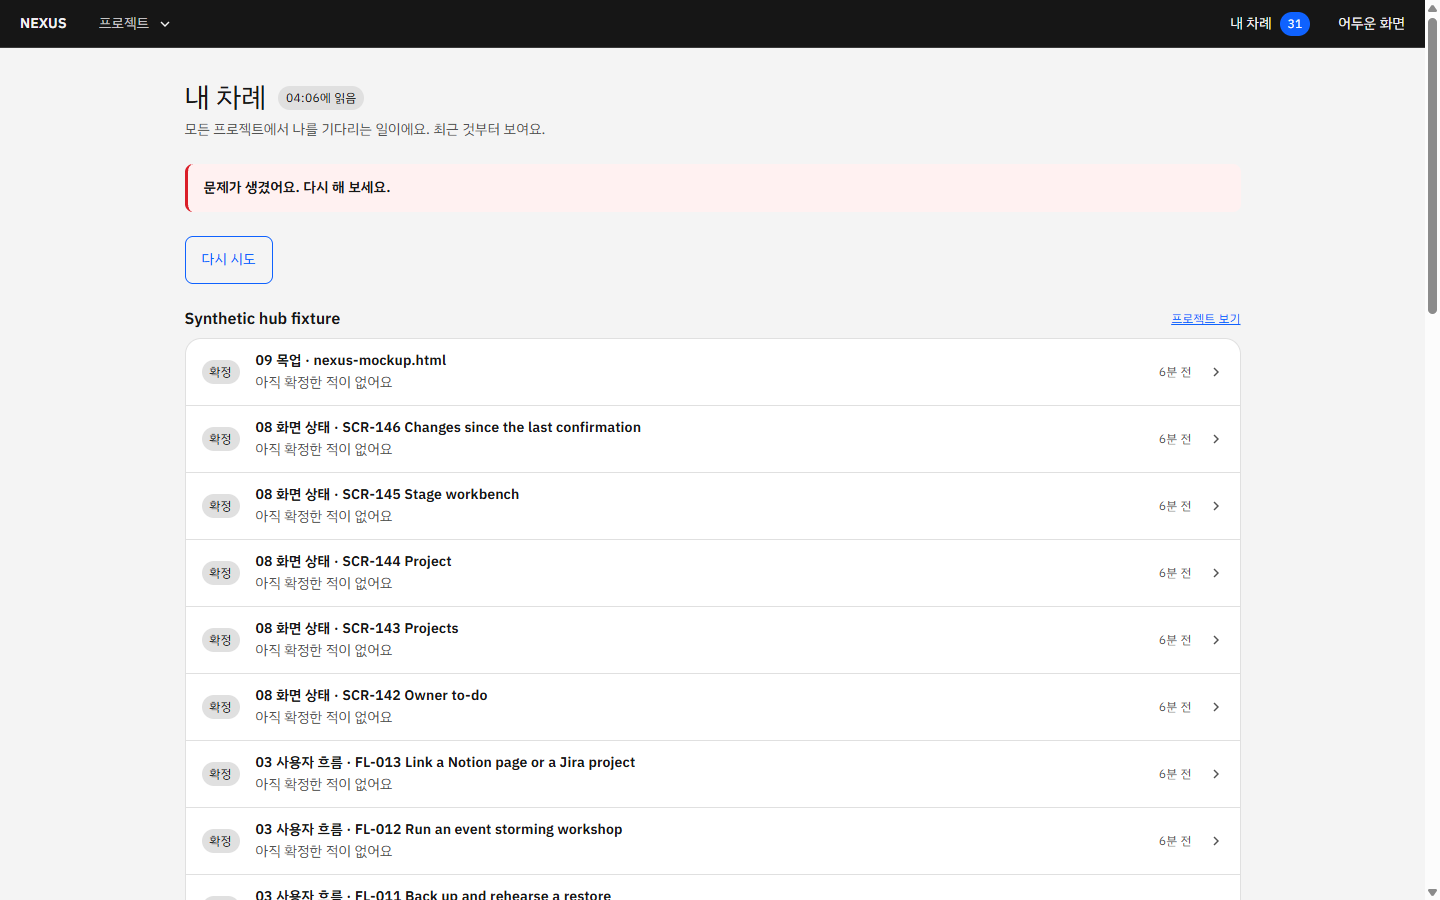 NEXUS 프로젝트 내 차례 31 어두운 화면
내 차례 04:06에 읽음
모든 프로젝트에서 나를 기다리는 일이에요. 최근 것부터 보여요.
문제가 생겼어요. 다시 해 보세요.
다시 시도
Synthetic hub fixture 프로젝트 보기
확정 09 목업 · nexus-mockup.html 6분 전
아직 확정한 적이 없어요
확정 08 화면 상태 · SCR-146 Changes since the last confirmation 6분 전
아직 확정한 적이 없어요
확정 08 화면 상태 · SCR-145 Stage workbench 6분 전
아직 확정한 적이 없어요
확정 08 화면 상태 · SCR-144 Project 6분 전
아직 확정한 적이 없어요
확정 08 화면 상태 · SCR-143 Projects 6분 전
아직 확정한 적이 없어요
확정 08 화면 상태 · SCR-142 Owner to-do 6분 전
아직 확정한 적이 없어요
확정 03 사용자 흐름 · FL-013 Link a Notion page or a Jira project 6분 전
아직 확정한 적이 없어요
확정 03 사용자 흐름 · FL-012 Run an event storming workshop 6분 전
아직 확정한 적이 없어요
03 사용자 흐름 · FL-011 Back up and rehearse a restore